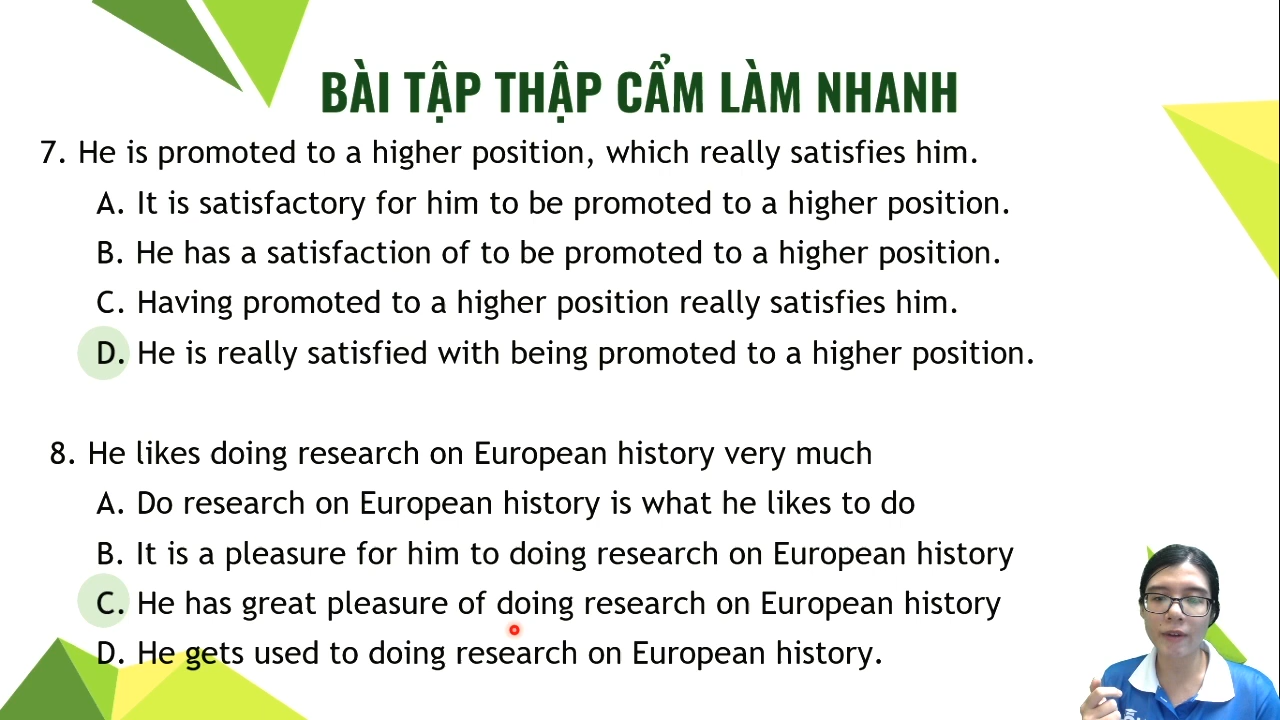 BÀI TẬP THẬP CẨM LÀM NHANH
7. He is promoted to a higher position, which really satisfies him.
A. It is satisfactory for him to be promoted to a higher position.
B. He has a satisfaction of to be promoted to a higher position.
C. Having promoted to a higher position really satisfies him.
D. He is really satisfied with being promoted to a higher position.
8. He likes doing research on European history very much
A. Do research on European history is what he likes to do
B. It is a pleasure for him to doing research on European history
C. He has great pleasure of doing research on European history
D. He gets used to doing research on European history.